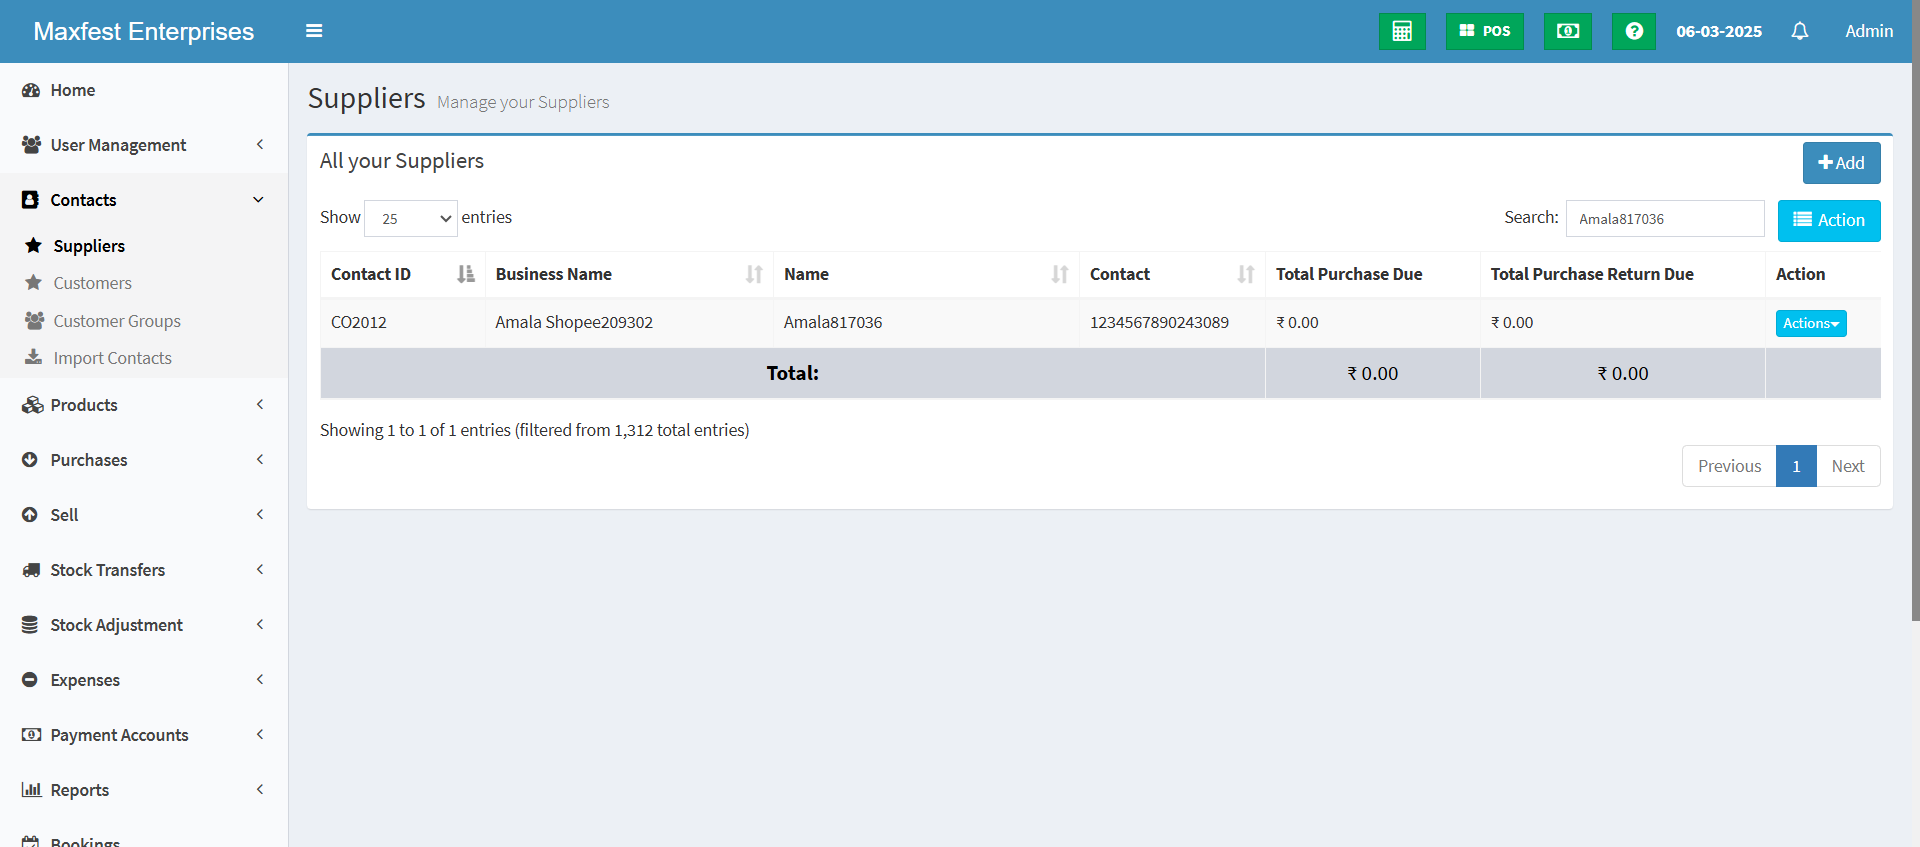 Maxfest Enterprises
POS
06-03-2025
Admin
Home
User Management
Contacts
Suppliers
Customers
Customer Groups
Import Contacts
Products
Purchases
Sell
Stock Transfers
Stock Adjustment
Expenses
Payment Accounts
Reports
Bookings
Suppliers Manage your Suppliers
All your Suppliers
Add
Show 25 entries
Search: Amala817036
Action
Contact ID Business Name Name Contact Total Purchase Due Total Purchase Return Due Action
CO2012 Amala Shopee209302 Amala817036 1234567890243089 ₹ 0.00 ₹ 0.00 Actions
Total: ₹ 0.00 ₹ 0.00
Showing 1 to 1 of 1 entries (filtered from 1,312 total entries)
Previous 1 Next